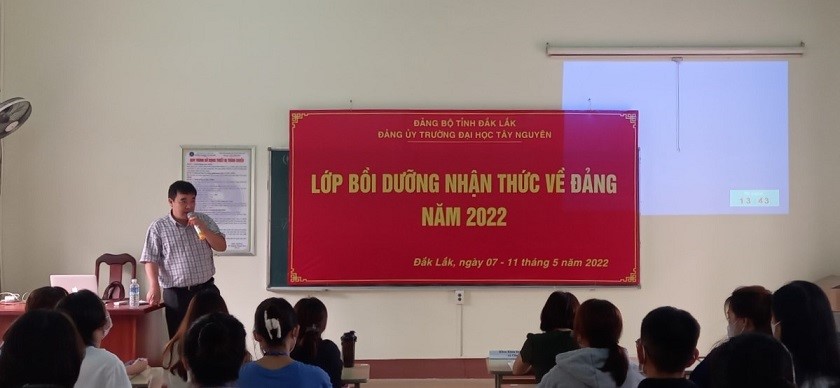 ĐẢNG BỘ TỈNH ĐẮK LẮK
ĐẢNG ỦY TRƯỜNG ĐẠI HỌC TÂY NGUYÊN
LỚP BỒI DƯỠNG NHẬN THỨC VỀ ĐẢNG
NĂM 2022
Đắk Lắk, ngày 07 - 11 tháng 5 năm 2022
13:43